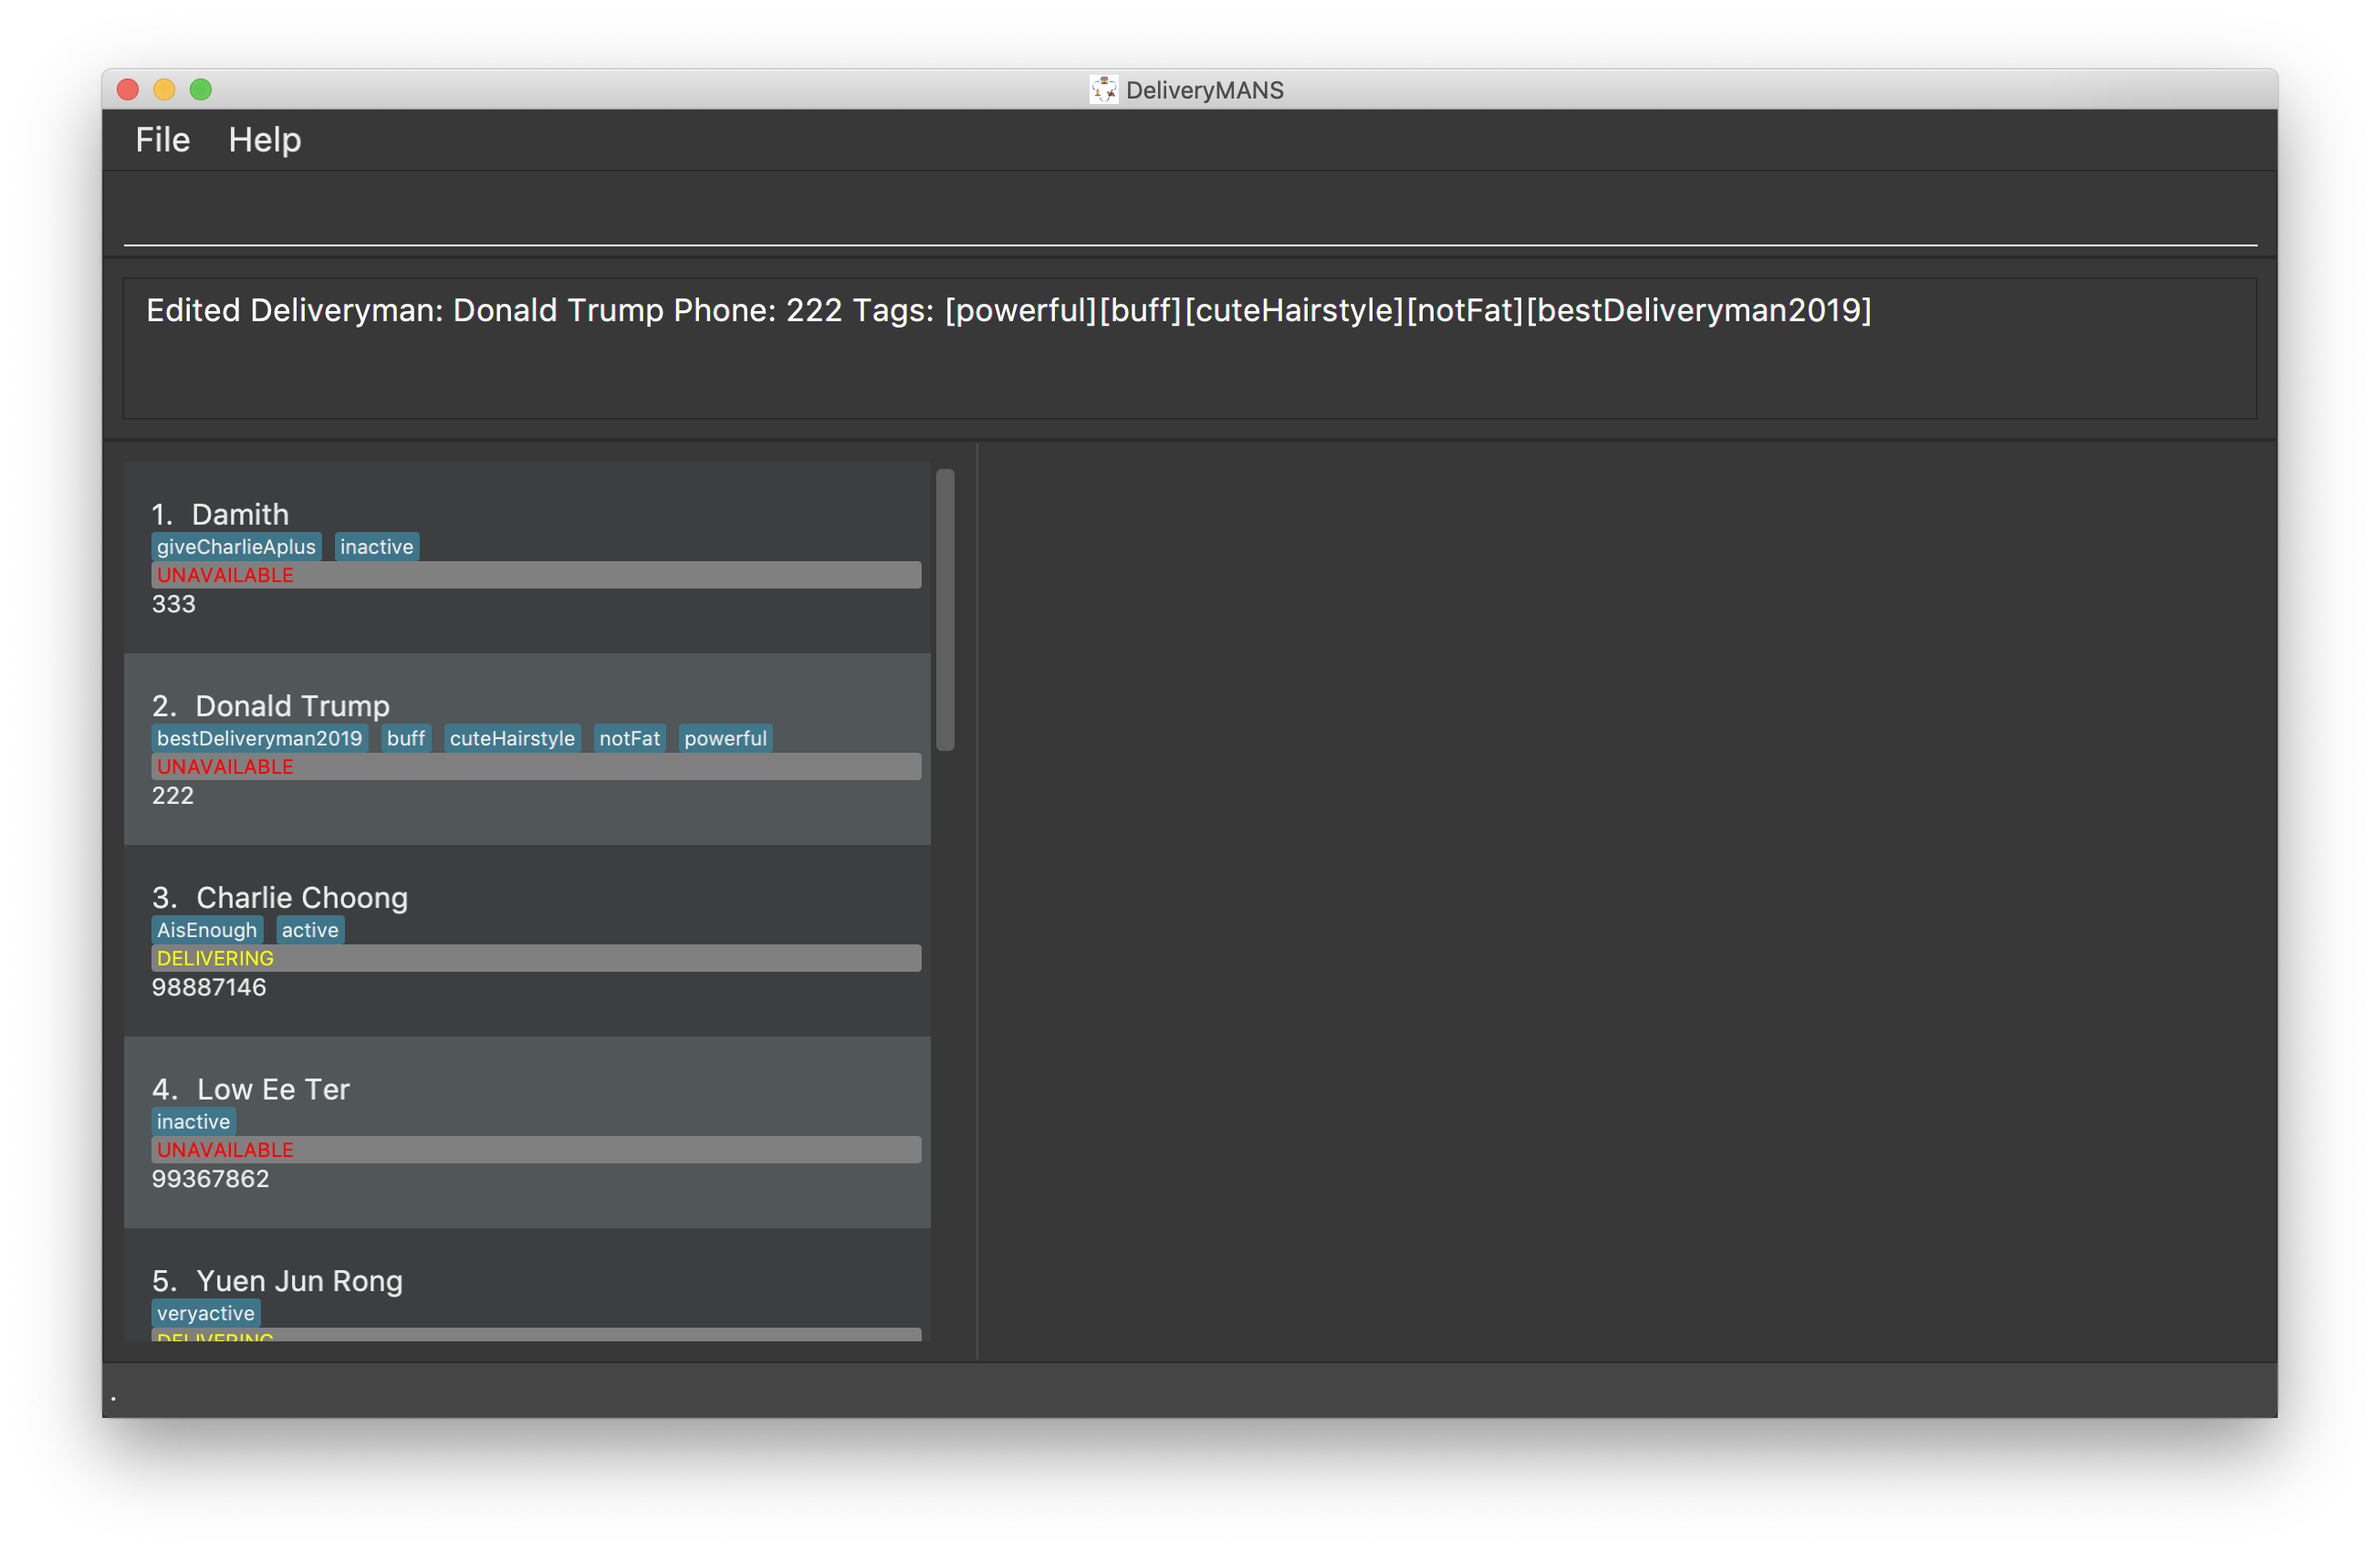 DeliveryMANS
File Help
Edited Deliveryman: Donald Trump Phone: 222 Tags: [powerful][buff][cuteHairstyle][notFat][bestDeliveryman2019]
1. Damith
giveCharlieAplus inactive
UNAVAILABLE
333
2. Donald Trump
bestDeliveryman2019 buff cuteHairstyle notFat powerful
UNAVAILABLE
222
3. Charlie Choong
AisEnough active
DELIVERING
98887146
4. Low Ee Ter
inactive
UNAVAILABLE
99367862
5. Yuen Jun Rong
veryactive
DELIVERING
.